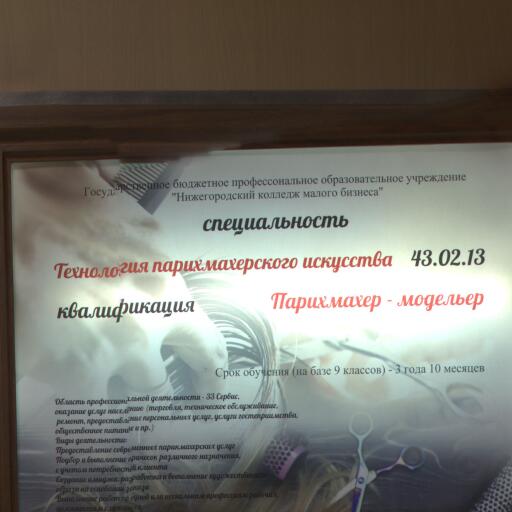 Государственное бюджетное профессиональное образовательное учреждение
"Нижегородский колледж малого бизнеса"
специальность
Технология парикмахерского искусства 43.02.13
квалификация Парикмахер - модельер
Срок обучения (на базе 9 классов) - 3 года 10 месяцев
Область профессиональной деятельности - 33 Сервис,
оказание услуг населению (торговля, техническое обслуживание,
ремонт, предоставление персональных услуг, услуги гостеприимства,
общественное питание и пр.)
Виды деятельности:
Предоставление современных парикмахерских услуг
Подбор и выполнение причесок различного назначения,
с учетом потребностей клиента
Создание имиджа, разработка и выполнение художественного
образа на основании заказа
Выполнение работ по одной или нескольким профессиям рабочих,